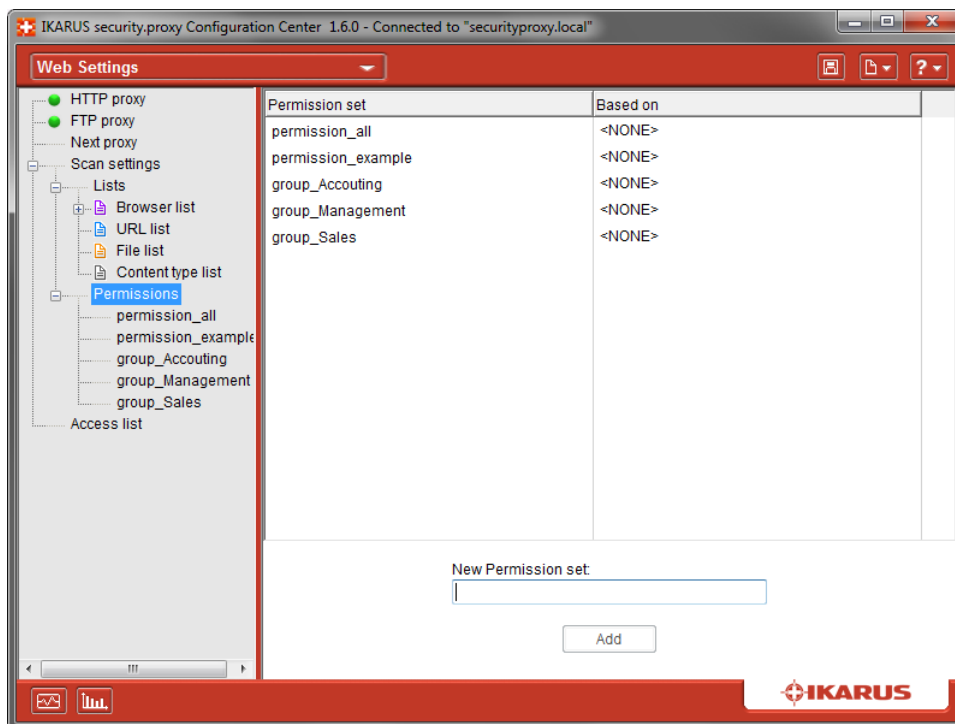 IKARUS security.proxy Configuration Center 1.6.0 - Connected to "securityproxy.local"
Web Settings
?
HTTP proxy
FTP proxy
Next proxy
Scan settings
Lists
Browser list
URL list
File list
Content type list
Permissions
permission_all
permission_example
group_Accouting
group_Management
group_Sales
Access list
Permission set Based on
permission_all <NONE>
permission_example <NONE>
group_Accouting <NONE>
group_Management <NONE>
group_Sales <NONE>
New Permission set:
Add
IKARUS